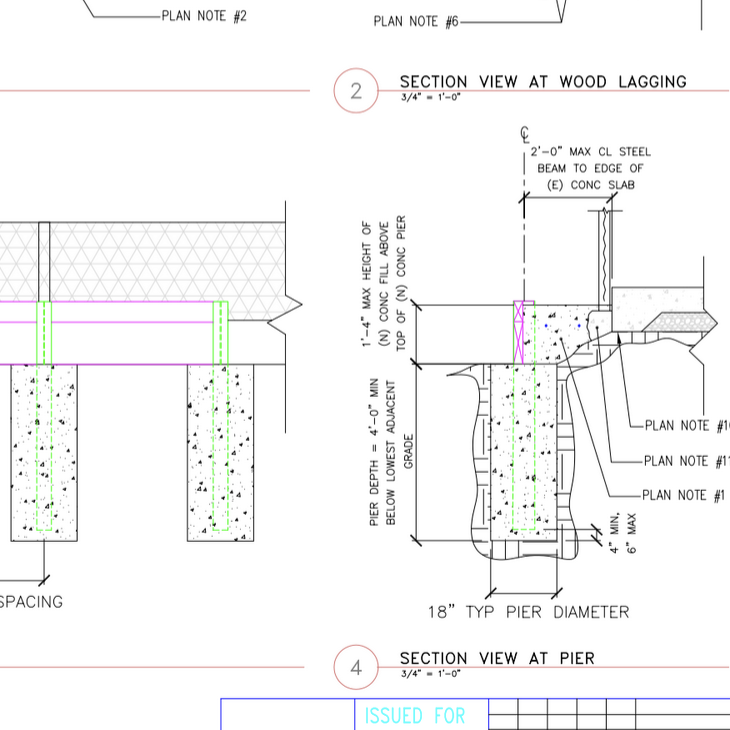 PLAN NOTE #2
PLAN NOTE #6
2
SECTION VIEW AT WOOD LAGGING
3/4" = 1'-0"
℄
2'-0" MAX CL STEEL
BEAM TO EDGE OF
(E) CONC SLAB
1'-4" MAX HEIGHT OF
(N) CONC FILL ABOVE
TOP OF (N) CONC PIER
PIER DEPTH = 4'-0" MIN
BELOW LOWEST ADJACENT
GRADE
PLAN NOTE #1
PLAN NOTE #11
PLAN NOTE #1
4" MIN,
6" MAX
SPACING
18" TYP PIER DIAMETER
4
SECTION VIEW AT PIER
3/4" = 1'-0"
ISSUED FOR